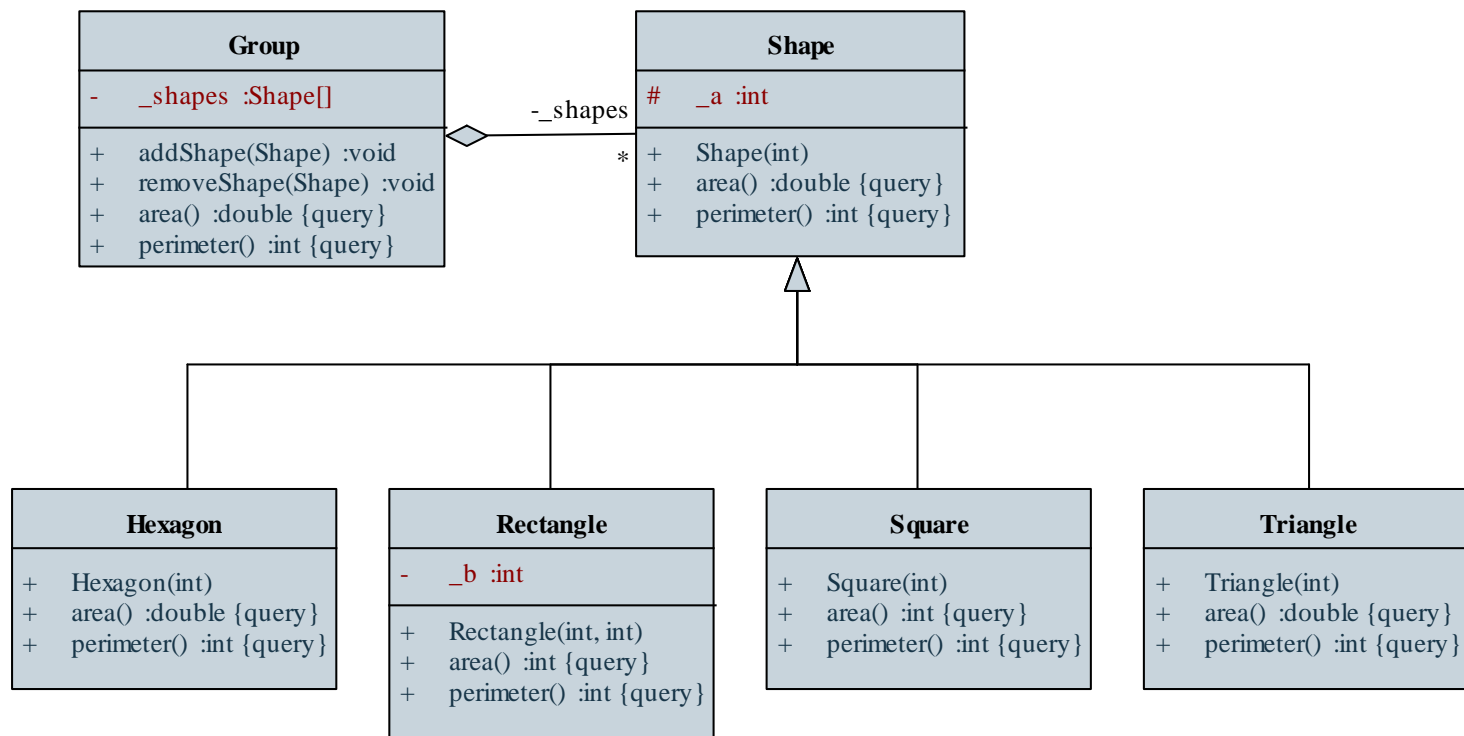 Group
- _shapes :Shape[]
+ addShape(Shape) :void
+ removeShape(Shape) :void
+ area() :double {query}
+ perimeter() :int {query}
-_shapes
*
Shape
# _a :int
+ Shape(int)
+ area() :double {query}
+ perimeter() :int {query}
Hexagon
+ Hexagon(int)
+ area() :double {query}
+ perimeter() :int {query}
Rectangle
- _b :int
+ Rectangle(int, int)
+ area() :int {query}
+ perimeter() :int {query}
Square
+ Square(int)
+ area() :int {query}
+ perimeter() :int {query}
Triangle
+ Triangle(int)
+ area() :double {query}
+ perimeter() :int {query}